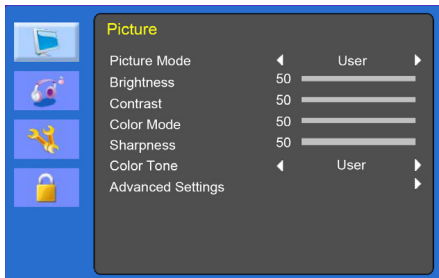 Picture
Picture Mode User
Brightness 50
Contrast 50
Color Mode 50
Sharpness 50
Color Tone User
Advanced Settings